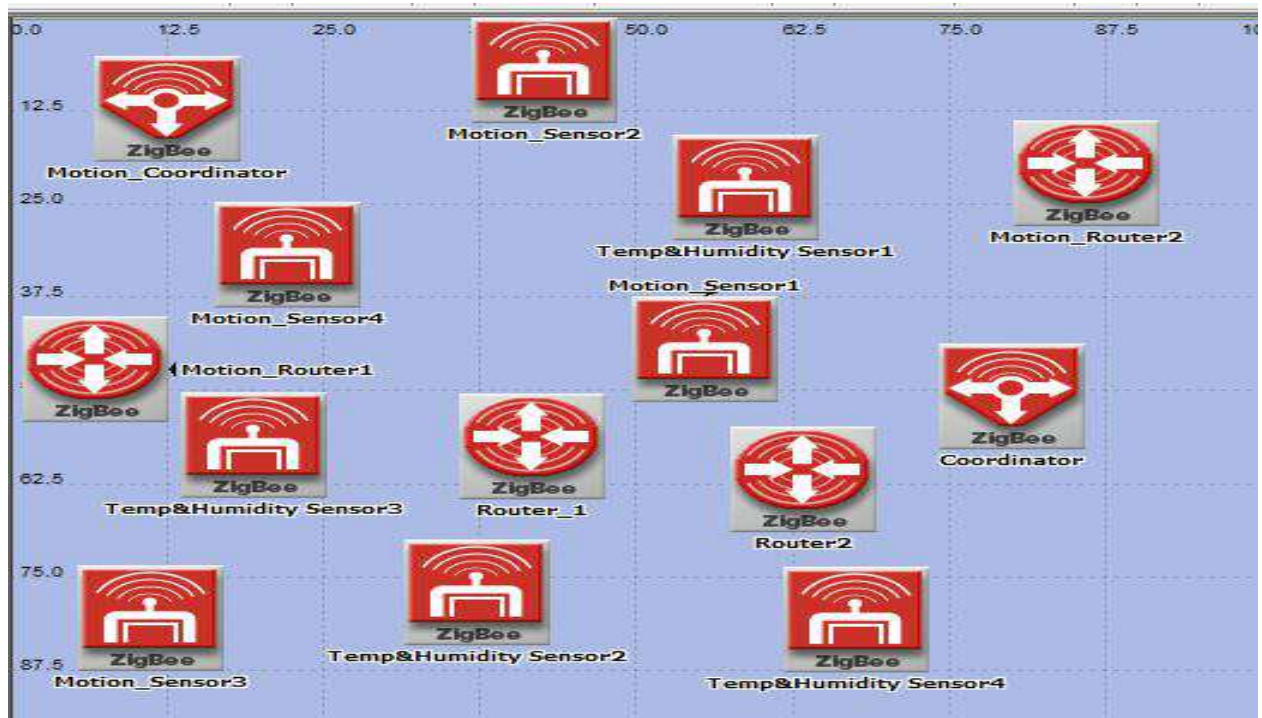 0.0 12.5 25.0 50.0 62.5 75.0 87.5 10
ZigBee
Motion_Sensor2
12.5
ZigBee
Motion_Coordinator
ZigBee
Temp&Humidity Sensor1
ZigBee
Motion_Router2
25.0
ZigBee
Motion_Sensor4
Motion_Sensor1
ZigBee
37.5
Motion_Router1
ZigBee
ZigBee
Coordinator
ZigBee
Temp&Humidity Sensor3
62.5
ZigBee
Router_1
ZigBee
Router2
75.0
ZigBee
Motion_Sensor3
ZigBee
Temp&Humidity Sensor2
ZigBee
Temp&Humidity Sensor4
87.5